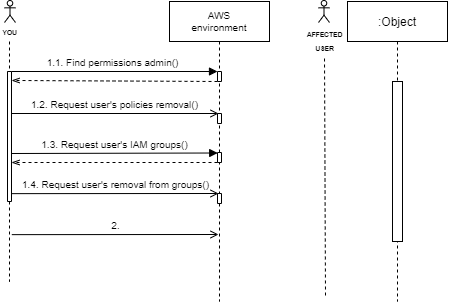 YOU
AWS
environment
AFFECTED
USER
:Object
1.1. Find permissions admin()
1.2. Request user's policies removal()
1.3. Request user's IAM groups()
1.4. Request user's removal from groups()
2.